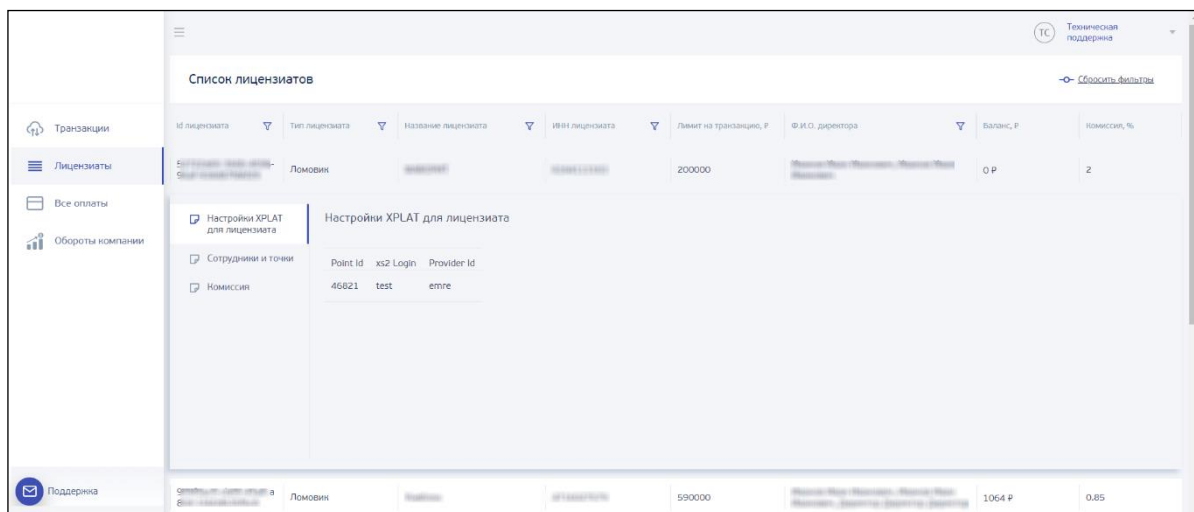 ТС Техническая
поддержка
Список лицензиатов
Сбросить фильтры
Транзакции
Лицензиаты
Все оплаты
Обороты компании
Поддержка
Id лицензиата Тип лицензиата Название лицензиата ИНН лицензиата Лимит на транзакцию, ₽ Ф.И.О. директора Баланс, ₽ Комиссия, %
Ломовик 200000 0 ₽ 2
Настройки XPLAT
для лицензиата
Сотрудники и точки
Комиссия
Настройки XPLAT для лицензиата
Point Id xs2 Login Provider Id
46821 test emre
Ломовик 590000 1064 ₽ 0.85